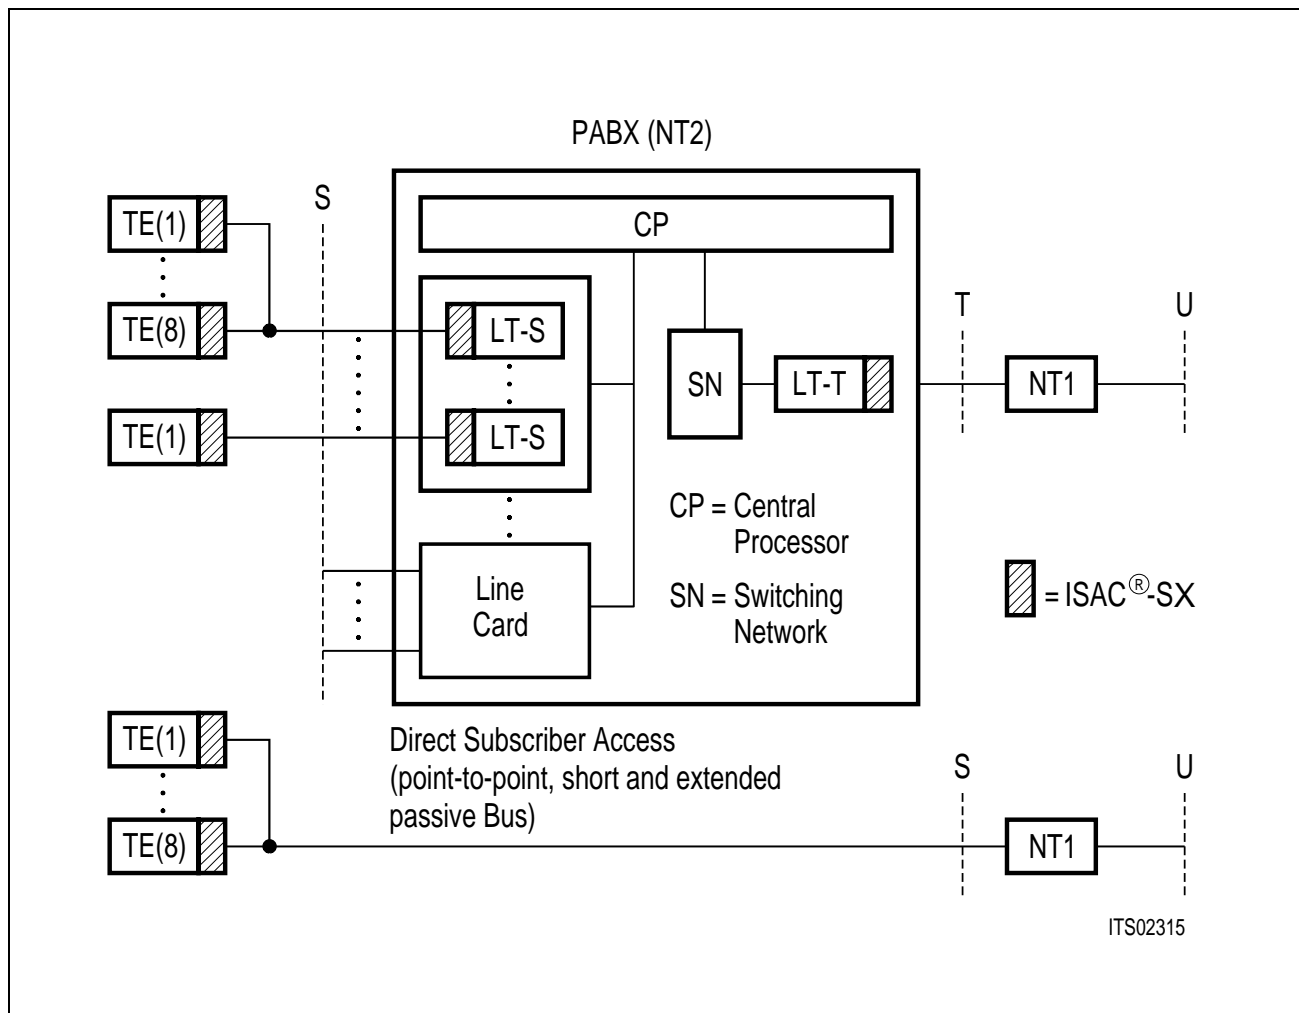 PABX (NT2)
S
TE(1)
CP
TE(8)
LT-S
T
U
SN
LT-T
NT1
TE(1)
LT-S
CP = Central
Processor
Line
Card
SN = Switching
Network
= ISAC®-SX
TE(1)
Direct Subscriber Access
(point-to-point, short and extended
passive Bus)
S
U
TE(8)
NT1
ITS02315